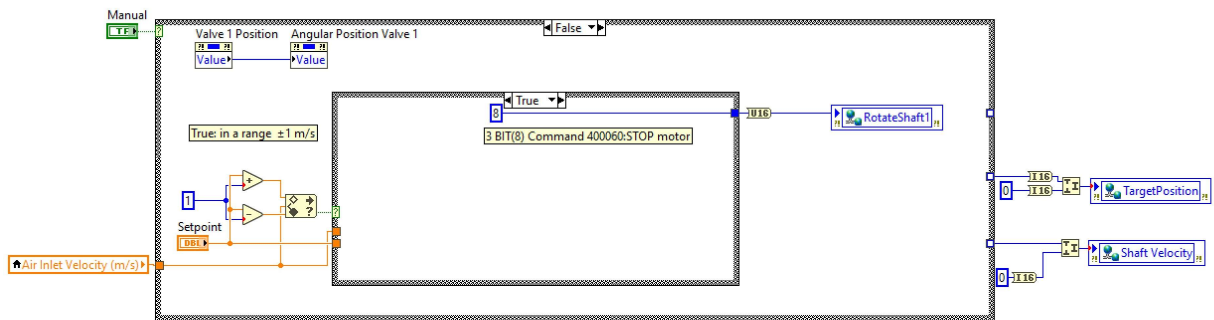 Manual
TF
?
False
Valve 1 Position
Angular Position Valve 1
Value
Value
True
8
U16
RotateShaft1
True: in a range ±1 m/s
3 BIT(8) Command 400060:STOP motor
+
1
−
?
?
I16
0
I16
TargetPosition
Setpoint
DBL
Air Inlet Velocity (m/s)
Shaft Velocity
0
I16